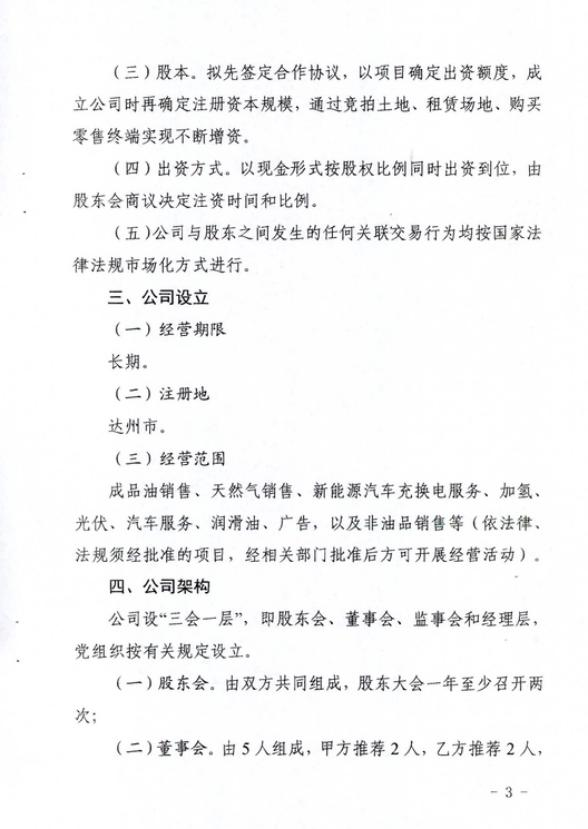 （三）股本。拟先签定合作协议，以项目确定出资额度，成
立公司时再确定注册资本规模，通过竞拍土地、租赁场地、购买
零售终端实现不断增资。
（四）出资方式。以现金形式按股权比例同时出资到位，由
股东会商议决定注资时间和比例。
（五）公司与股东之间发生的任何关联交易行为均按国家法
律法规市场化方式进行。
三、公司设立
（一）经营期限
长期。
（二）注册地
达州市。
（三）经营范围
成品油销售、天然气销售、新能源汽车充换电服务、加氢、
光伏、汽车服务、润滑油、广告，以及非油品销售等（依法律、
法规须经批准的项目，经相关部门批准后方可开展经营活动）。
四、公司架构
公司设“三会一层”，即股东会、董事会、监事会和经理层，
党组织按有关规定设立。
（一）股东会。由双方共同组成，股东大会一年至少召开两
次；
（二）董事会。由 5 人组成，甲方推荐 2 人，乙方推荐 2 人，
- 3 -